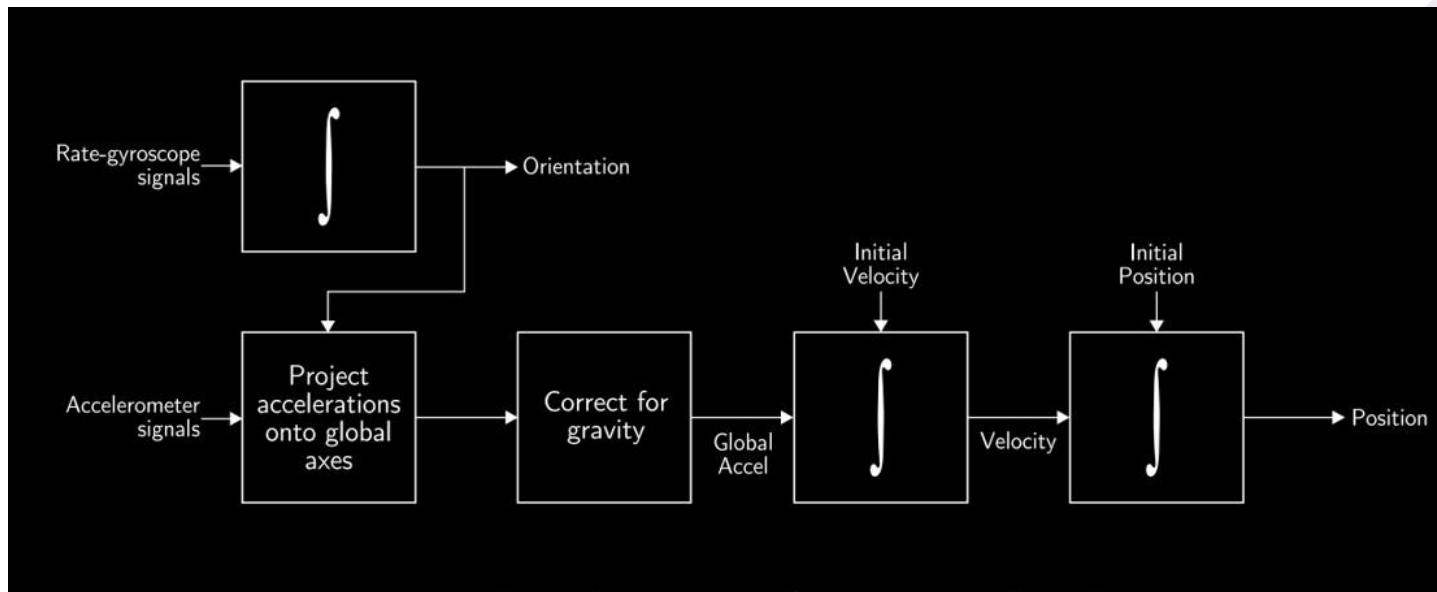 ∫
Rate-gyroscope
signals
Orientation
Initial
Velocity
Initial
Position
Accelerometer
signals
Project
accelerations
onto global
axes
Correct for
gravity
Global
Accel
∫
Velocity
∫
Position